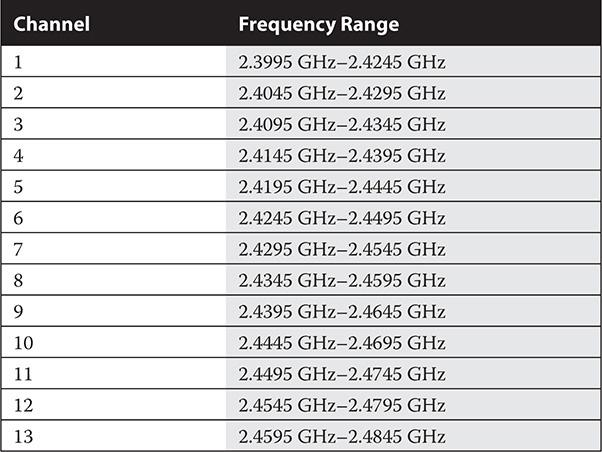 Channel Frequency Range
1 2.3995 GHz–2.4245 GHz
2 2.4045 GHz–2.4295 GHz
3 2.4095 GHz–2.4345 GHz
4 2.4145 GHz–2.4395 GHz
5 2.4195 GHz–2.4445 GHz
6 2.4245 GHz–2.4495 GHz
7 2.4295 GHz–2.4545 GHz
8 2.4345 GHz–2.4595 GHz
9 2.4395 GHz–2.4645 GHz
10 2.4445 GHz–2.4695 GHz
11 2.4495 GHz–2.4745 GHz
12 2.4545 GHz–2.4795 GHz
13 2.4595 GHz–2.4845 GHz